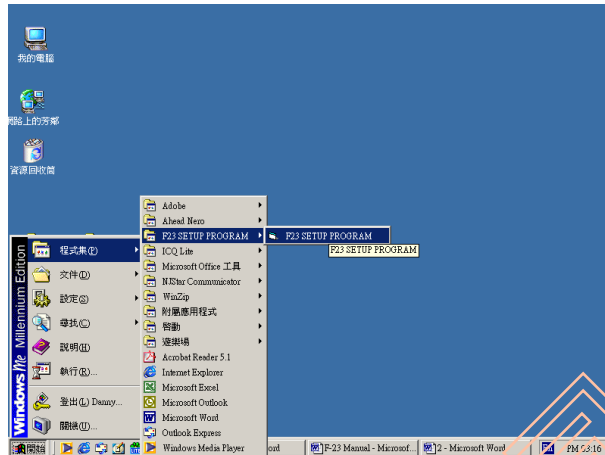 我的電腦
網路上的芳鄰
資源回收筒
Adobe
Ahead Nero
F23 SETUP PROGRAM
F23 SETUP PROGRAM
F23 SETUP PROGRAM
ICQ Lite
Microsoft Office 工具
NJStar Communicator
WinZip
附屬應用程式
啓動
遊樂場
Acrobat Reader 5.1
Internet Explorer
Microsoft Excel
Microsoft Outlook
Microsoft Word
Outlook Express
Windows Media Player
Windows Me Millennium Edition
程式集(P)
文件(D)
設定(S)
尋找(C)
說明(H)
執行(R)...
登出(L) Danny...
關機(U)...
開始
ord
F-23 Manual - Microsof...
2 - Microsoft Word
PM 03:16